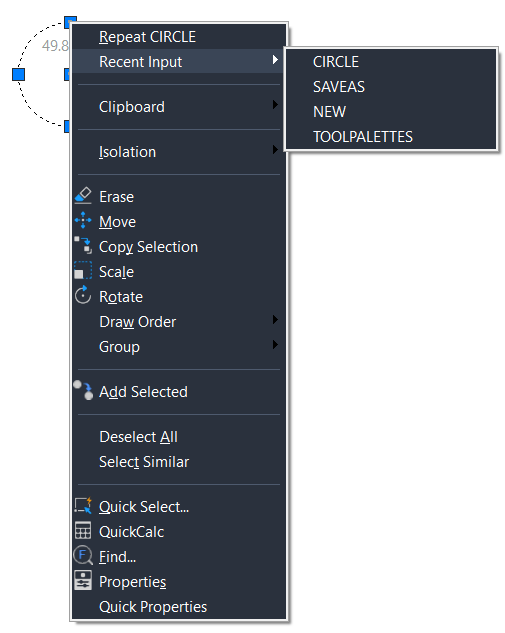 49.8
Repeat CIRCLE
Recent Input
CIRCLE
SAVEAS
NEW
TOOLPALETTES
Clipboard
Isolation
Erase
Move
Copy Selection
Scale
Rotate
Draw Order
Group
Add Selected
Deselect All
Select Similar
Quick Select...
QuickCalc
Find...
Properties
Quick Properties